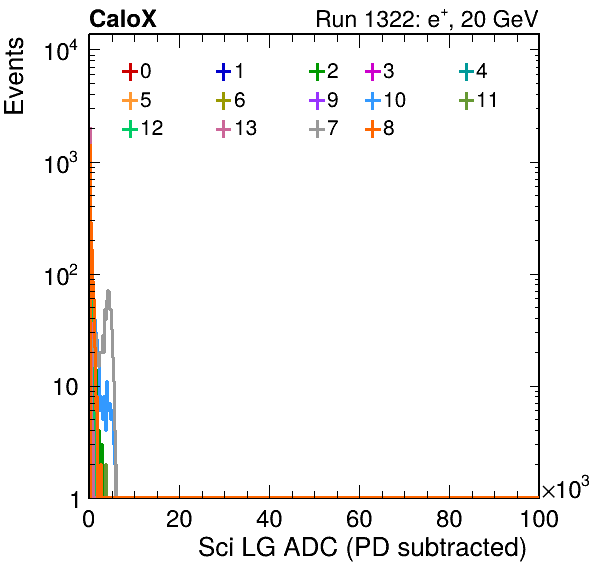 CaloX Run 1322: e⁺, 20 GeV
Events
10⁴
10³
10²
10
1
0 1 2 3 4
5 6 9 10 11
12 13 7 8
0 20 40 60 80 100
×10³
Sci LG ADC (PD subtracted)